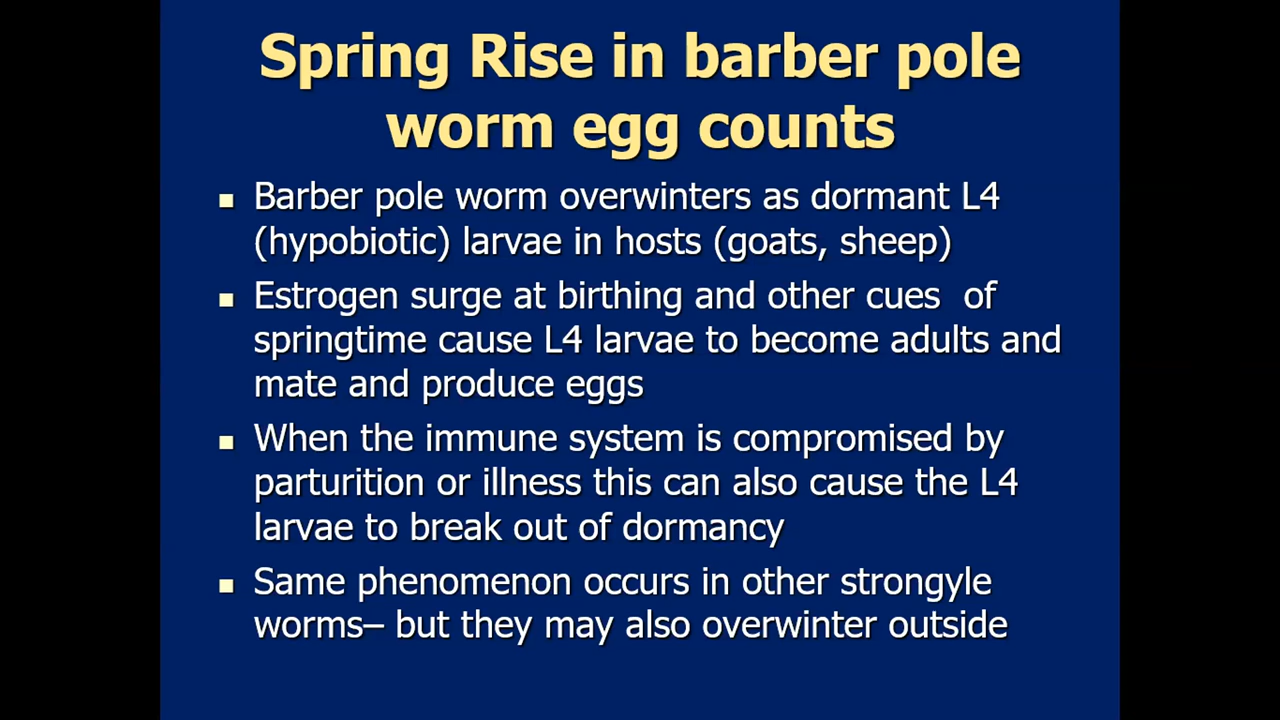 Spring Rise in barber pole
worm egg counts
▪ Barber pole worm overwinters as dormant L4
(hypobiotic) larvae in hosts (goats, sheep)
▪ Estrogen surge at birthing and other cues  of
springtime cause L4 larvae to become adults and
mate and produce eggs
▪ When the immune system is compromised by
parturition or illness this can also cause the L4
larvae to break out of dormancy
▪ Same phenomenon occurs in other strongyle
worms– but they may also overwinter outside